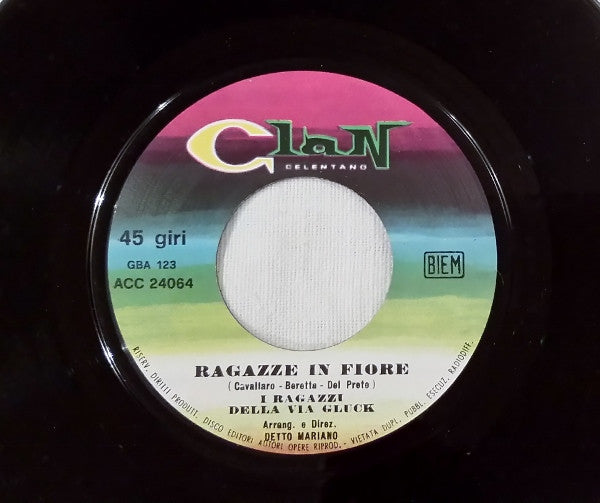 Clan
CELENTANO
45 giri
GBA 123
ACC 24064
BIEM
RAGAZZE IN FIORE
( Cavallaro - Beretta - Del Prete )
I RAGAZZI
DELLA VIA GLUCK
Arrang. e Direz.
DETTO MARIANO
RISERV. DIRITTI PRODUTT. DISCO EDITORI AUTORI OPERE RIPROD. - VIETATA DUPL. PUBBL. ESECUZ. RADIODIFF.